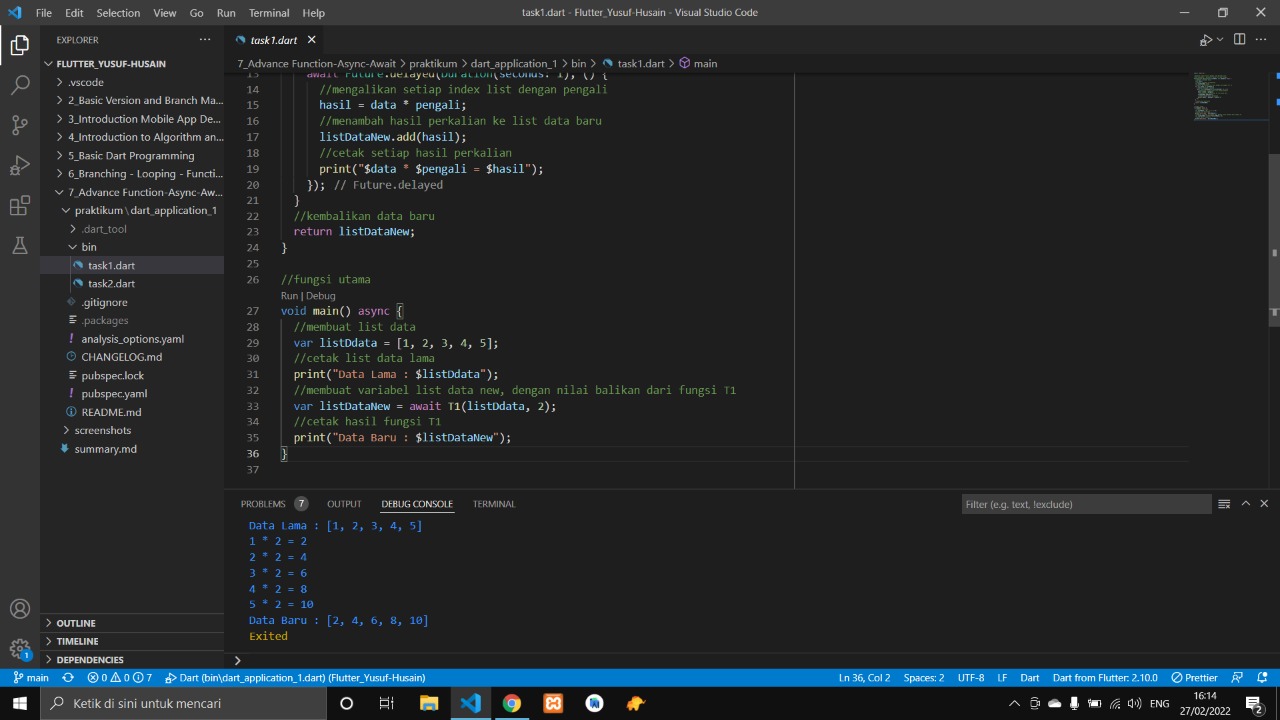 File Edit Selection View Go Run Terminal Help task1.dart - Flutter_Yusuf-Husain - Visual Studio Code
EXPLORER
FLUTTER_YUSUF-HUSAIN
.vscode
2_Basic Version and Branch Ma...
3_Introduction Mobile App De...
4_Introduction to Algorithm an...
5_Basic Dart Programming
6_Branching - Looping - Functi...
7_Advance Function-Async-Aw...
praktikum \ dart_application_1
.dart_tool
bin
task1.dart
task2.dart
.gitignore
.packages
analysis_options.yaml
CHANGELOG.md
pubspec.lock
pubspec.yaml
README.md
screenshots
summary.md
OUTLINE
TIMELINE
DEPENDENCIES
task1.dart
7_Advance Function-Async-Await > praktikum > dart_application_1 > bin > task1.dart > main
13 await Future.delayed(Duration(seconds: 1), () {
14 //mengalikan setiap index list dengan pengali
15 hasil = data * pengali;
16 //menambah hasil perkalian ke list data baru
17 listDataNew.add(hasil);
18 //cetak setiap hasil perkalian
19 print("$data * $pengali = $hasil");
20 }); // Future.delayed
21 }
22 //kembalikan data baru
23 return listDataNew;
24 }
25
26 //fungsi utama
Run | Debug
27 void main() async {
28 //membuat list data
29 var listDdata = [1, 2, 3, 4, 5];
30 //cetak list data lama
31 print("Data Lama : $listDdata");
32 //membuat variabel list data new, dengan nilai balikan dari fungsi T1
33 var listDataNew = await T1(listDdata, 2);
34 //cetak hasil fungsi T1
35 print("Data Baru : $listDataNew");
36 }
37
PROBLEMS 7 OUTPUT DEBUG CONSOLE TERMINAL Filter (e.g. text, !exclude)
Data Lama : [1, 2, 3, 4, 5]
1 * 2 = 2
2 * 2 = 4
3 * 2 = 6
4 * 2 = 8
5 * 2 = 10
Data Baru : [2, 4, 6, 8, 10]
Exited
1
main 0 0 7 Dart (bin\dart_application_1.dart) (Flutter_Yusuf-Husain) Ln 36, Col 2 Spaces: 2 UTF-8 LF Dart Dart from Flutter: 2.10.0 Prettier
Ketik di sini untuk mencari
ENG
16:14
27/02/2022
2